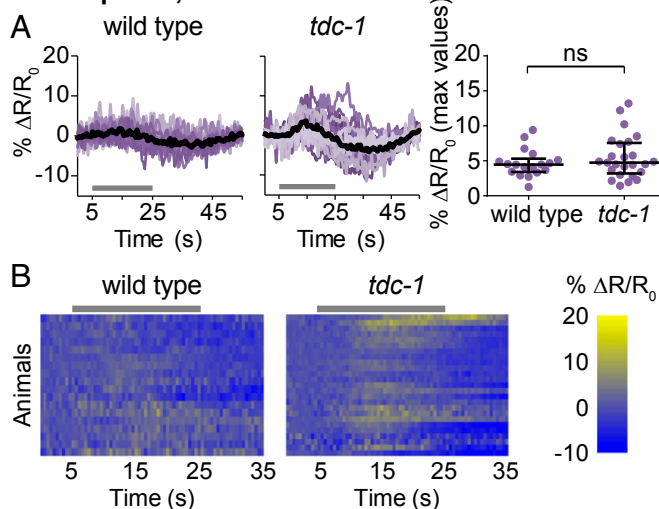 A
wild type
tdc-1
% ΔR/R0
20
10
0
-10
5
25
45
5
25
45
Time (s)
Time (s)
% ΔR/R0 (max values)
20
15
10
5
0
ns
wild type
tdc-1
B
wild type
tdc-1
Animals
5
15
25
35
5
15
25
35
Time (s)
Time (s)
% ΔR/R0
20
10
0
-10